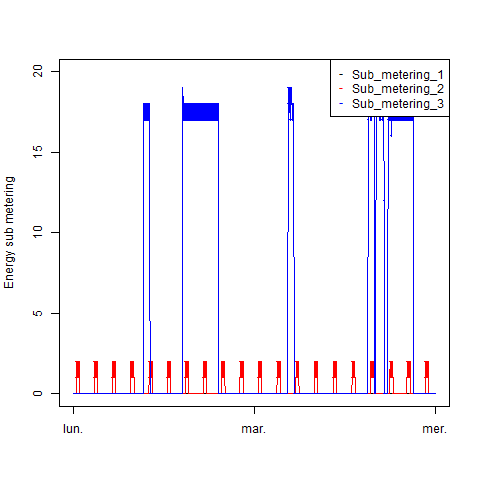 Sub_metering_1
Sub_metering_2
Sub_metering_3
Energy sub metering
20
15
10
5
0
lun. mar. mer.